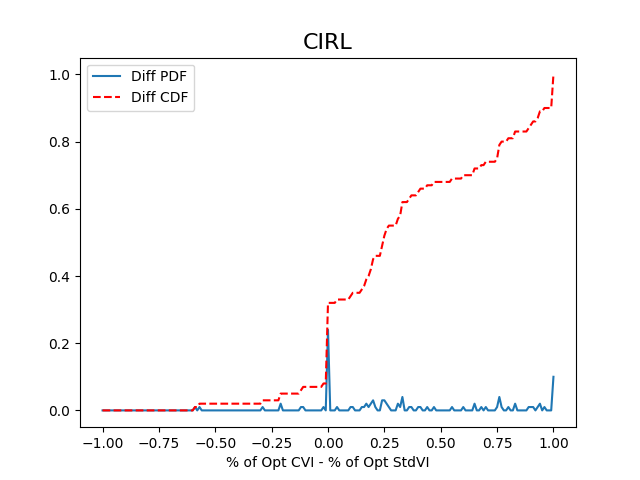 CIRL
Diff PDF
Diff CDF
1.0
0.8
0.6
0.4
0.2
0.0
−1.00 −0.75 −0.50 −0.25 0.00 0.25 0.50 0.75 1.00
% of Opt CVI - % of Opt StdVI